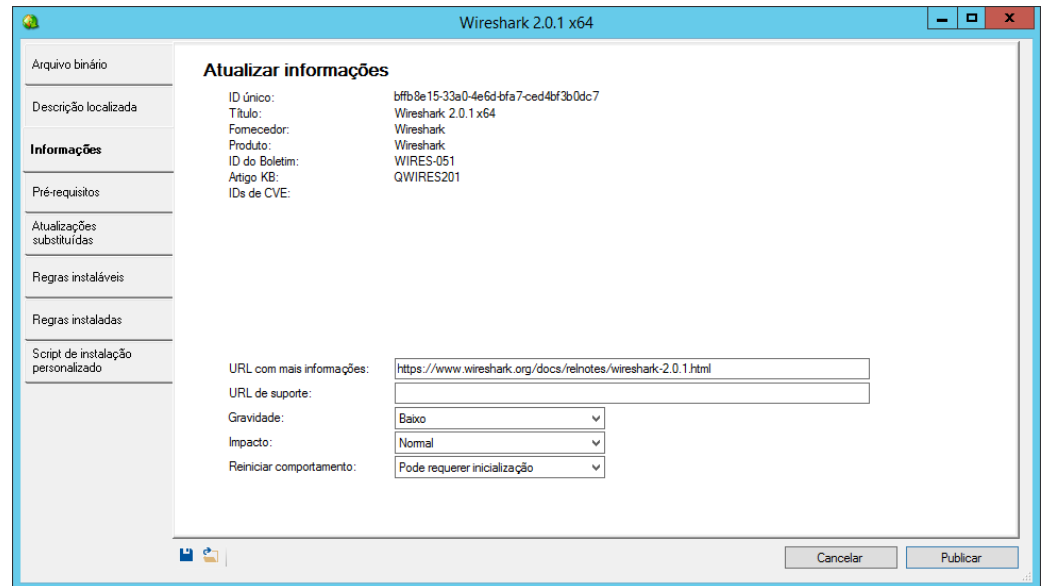 Wireshark 2.0.1 x64
Arquivo binário
Descrição localizada
Informações
Pré-requisitos
Atualizações
substituídas
Regras instaláveis
Regras instaladas
Script de instalação
personalizado
Atualizar informações
ID único: bffb8e15-33a0-4e6d-bfa7-ced4bf3b0dc7
Título: Wireshark 2.0.1 x64
Fornecedor: Wireshark
Produto: Wireshark
ID do Boletim: WIRES-051
Artigo KB: QWIRES201
IDs de CVE:
URL com mais informações: https://www.wireshark.org/docs/relnotes/wireshark-2.0.1.html
URL de suporte:
Gravidade: Baixo
Impacto: Normal
Reiniciar comportamento: Pode requerer inicialização
Cancelar
Publicar